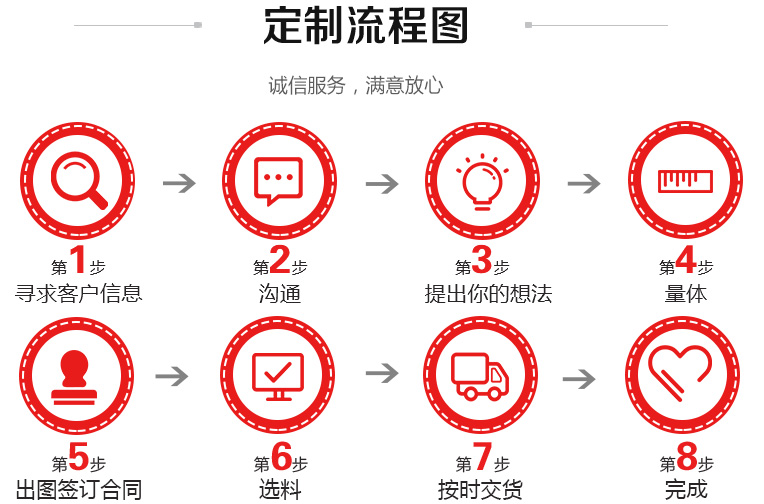 定制流程图
诚信服务，满意放心
第1步
第2步
第3步
第4步
寻求客户信息
沟通
提出你的想法
量体
第5步
第6步
第7步
第8步
出图签订合同
选料
按时交货
完成